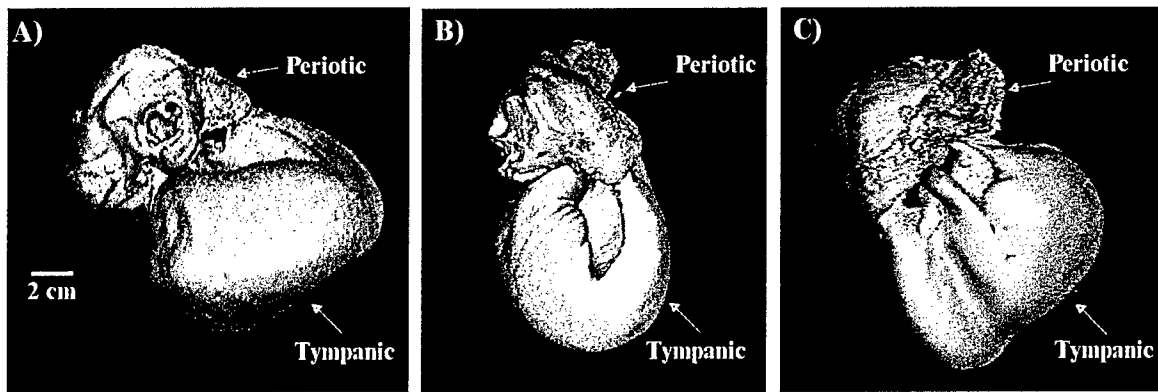 A)
Periotic
2 cm
Tympanic
B)
Periotic
Tympanic
C)
Periotic
Tympanic